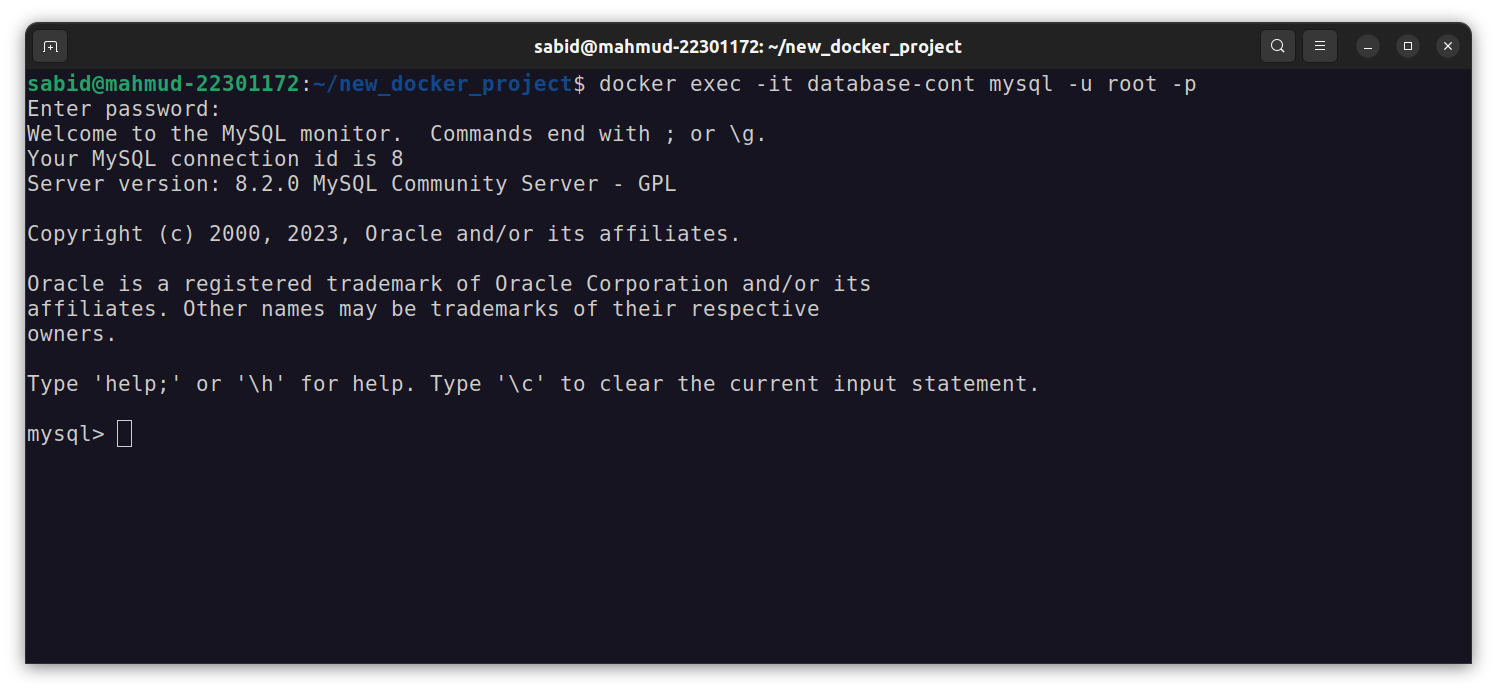 sabid@mahmud-22301172: ~/new_docker_project
sabid@mahmud-22301172:~/new_docker_project$ docker exec -it database-cont mysql -u root -p
Enter password:
Welcome to the MySQL monitor.  Commands end with ; or \g.
Your MySQL connection id is 8
Server version: 8.2.0 MySQL Community Server - GPL
Copyright (c) 2000, 2023, Oracle and/or its affiliates.
Oracle is a registered trademark of Oracle Corporation and/or its
affiliates. Other names may be trademarks of their respective
owners.
Type 'help;' or '\h' for help. Type '\c' to clear the current input statement.
mysql>